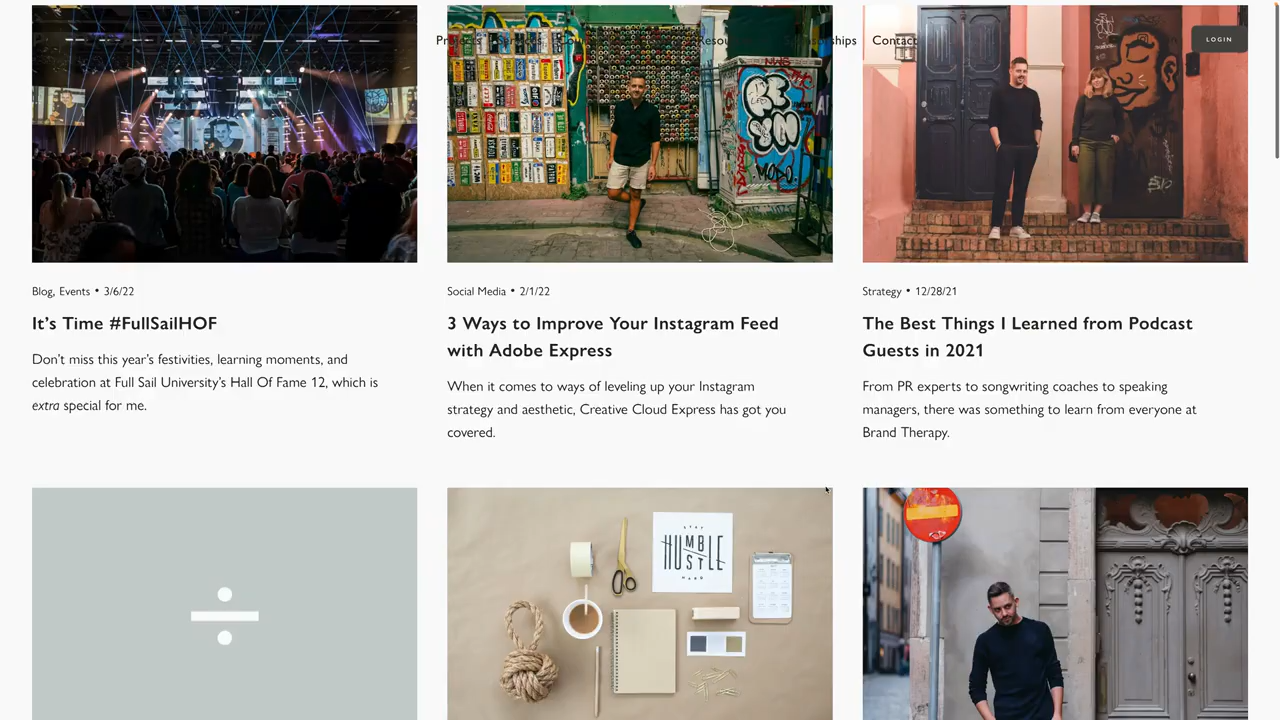 Contact
LOGIN
Blog, Events • 3/6/22
It’s Time #FullSailHOF
Don’t miss this year’s festivities, learning moments, and
celebration at Full Sail University’s Hall Of Fame 12, which is
extra special for me.
Social Media • 2/1/22
3 Ways to Improve Your Instagram Feed
with Adobe Express
When it comes to ways of leveling up your Instagram
strategy and aesthetic, Creative Cloud Express has got you
covered.
Strategy • 12/28/21
The Best Things I Learned from Podcast
Guests in 2021
From PR experts to songwriting coaches to speaking
managers, there was something to learn from everyone at
Brand Therapy.
STAY
HUMBLE
HUSTLE
HARD